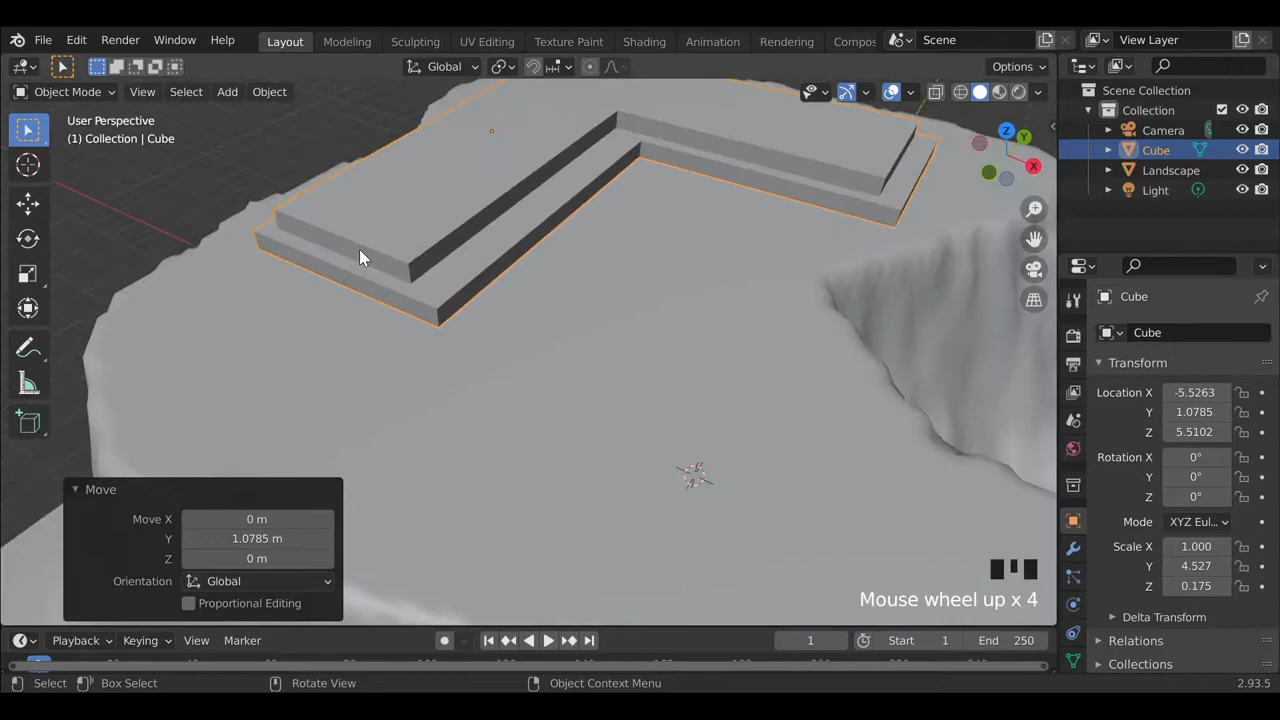 File Edit Render Window Help Layout Modeling Sculpting UV Editing Texture Paint Shading Animation Rendering Compos Scene View Layer
Global Options
Object Mode View Select Add Object
User Perspective
(1) Collection | Cube
Z
Y
X
Scene Collection
Collection
Camera
Cube
Landscape
Light
Cube
Cube
Transform
Location X -5.5263
Y 1.0785
Z 5.5102
Rotation X 0°
Y 0°
Z 0°
Mode XYZ Eul...
Scale X 1.000
Y 4.527
Z 0.175
Delta Transform
Relations
Collections
Move
Move X 0 m
Y 1.0785 m
Z 0 m
Orientation Global
Proportional Editing
Mouse wheel up x 4
Playback Keying View Marker 1 Start 1 End 250
Select Box Select Rotate View Object Context Menu 2.93.5